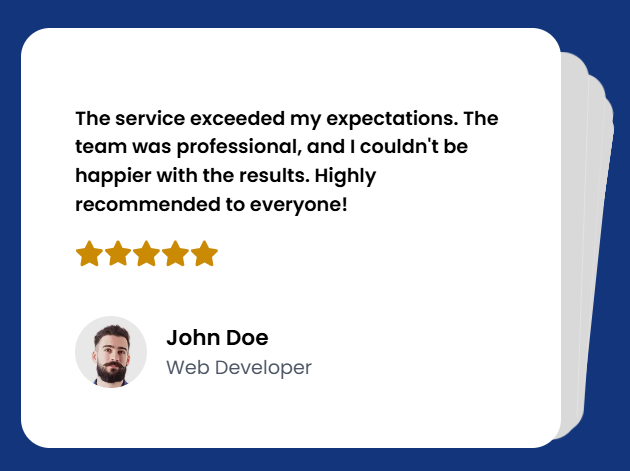 The service exceeded my expectations. The
team was professional, and I couldn't be
happier with the results. Highly
recommended to everyone!
John Doe
Web Developer